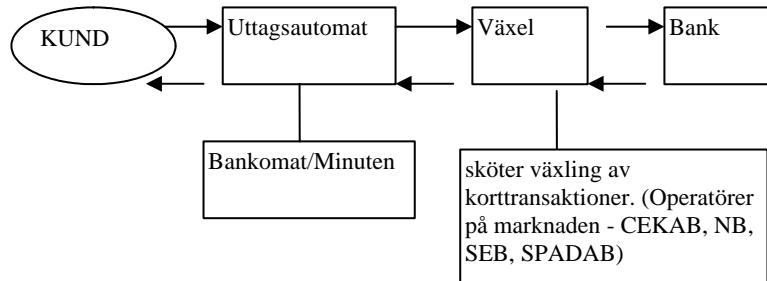 KUND
Uttagsautomat
Växel
Bank
Bankomat/Minuten
sköter växling av
korttransaktioner. (Operatörer
på marknaden - CEKAB, NB,
SEB, SPADAB)